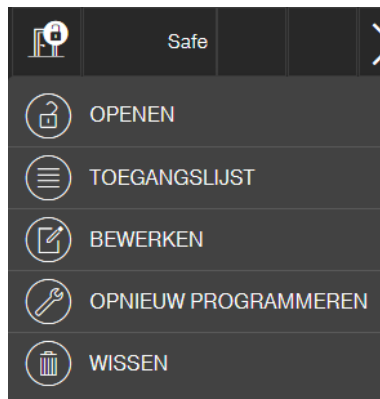 Safe
OPENEN
TOEGANGSLIJST
BEWERKEN
OPNIEUW PROGRAMMEREN
WISSEN